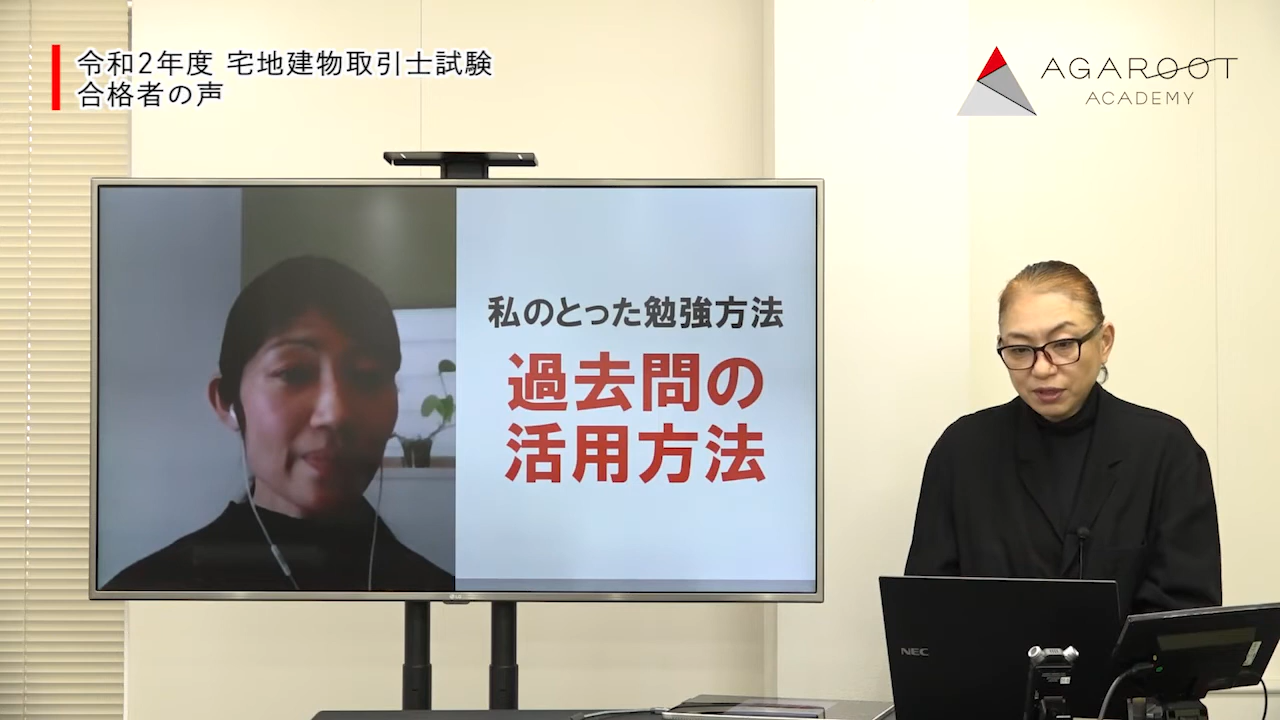 令和2年度 宅地建物取引士試験
合格者の声
AGAROOT
ACADEMY
私のとった勉強方法
過去問の
活用方法
LG
NEC